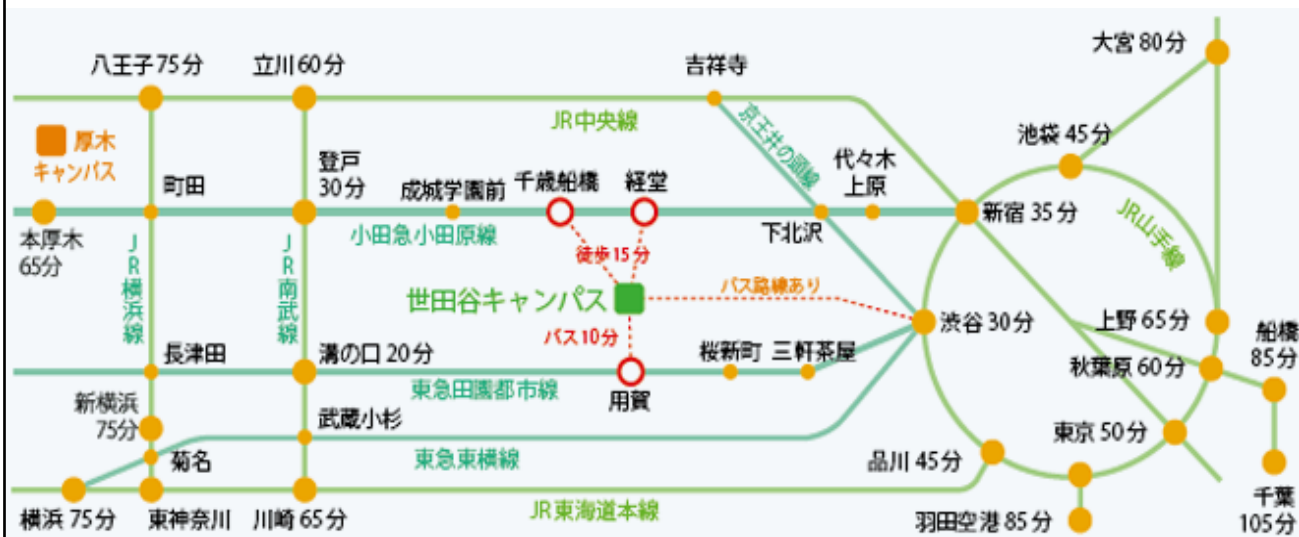 大宮 80分
八王子 75分
立川 60分
吉祥寺
JR中央線
京王井の頭線
池袋 45分
厚木
キャンパス
登戸
30分
代々木
上原
町田
成城学園前
千歳船橋
経堂
新宿 35分
JR山手線
本厚木
65分
小田急小田原線
下北沢
JR横浜線
JR南武線
徒歩15分
世田谷キャンパス
バス路線あり
渋谷 30分
上野 65分
船橋
85分
バス10分
長津田
溝の口 20分
桜新町
三軒茶屋
秋葉原 60分
東急田園都市線
用賀
新横浜
75分
武蔵小杉
東京 50分
菊名
東急東横線
品川 45分
千葉
105分
横浜 75分
東神奈川
川崎 65分
JR東海道本線
羽田空港 85分